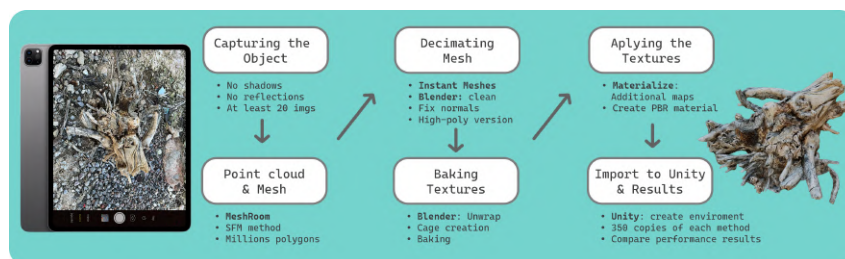 Capturing the
Object
• No shadows
• No reflections
• At least 20 imgs
Point cloud
& Mesh
• MeshRoom
• SFM method
• Millions polygons
Decimating
Mesh
• Instant Meshes
• Blender: clean
• Fix normals
• High-poly version
Baking
Textures
• Blender: Unwrap
• Cage creation
• Baking
Aplying the
Textures
• Materialize:
Additional maps
• Create PBR material
Import to Unity
& Results
• Unity: create enviroment
• 350 copies of each method
• Compare performance results